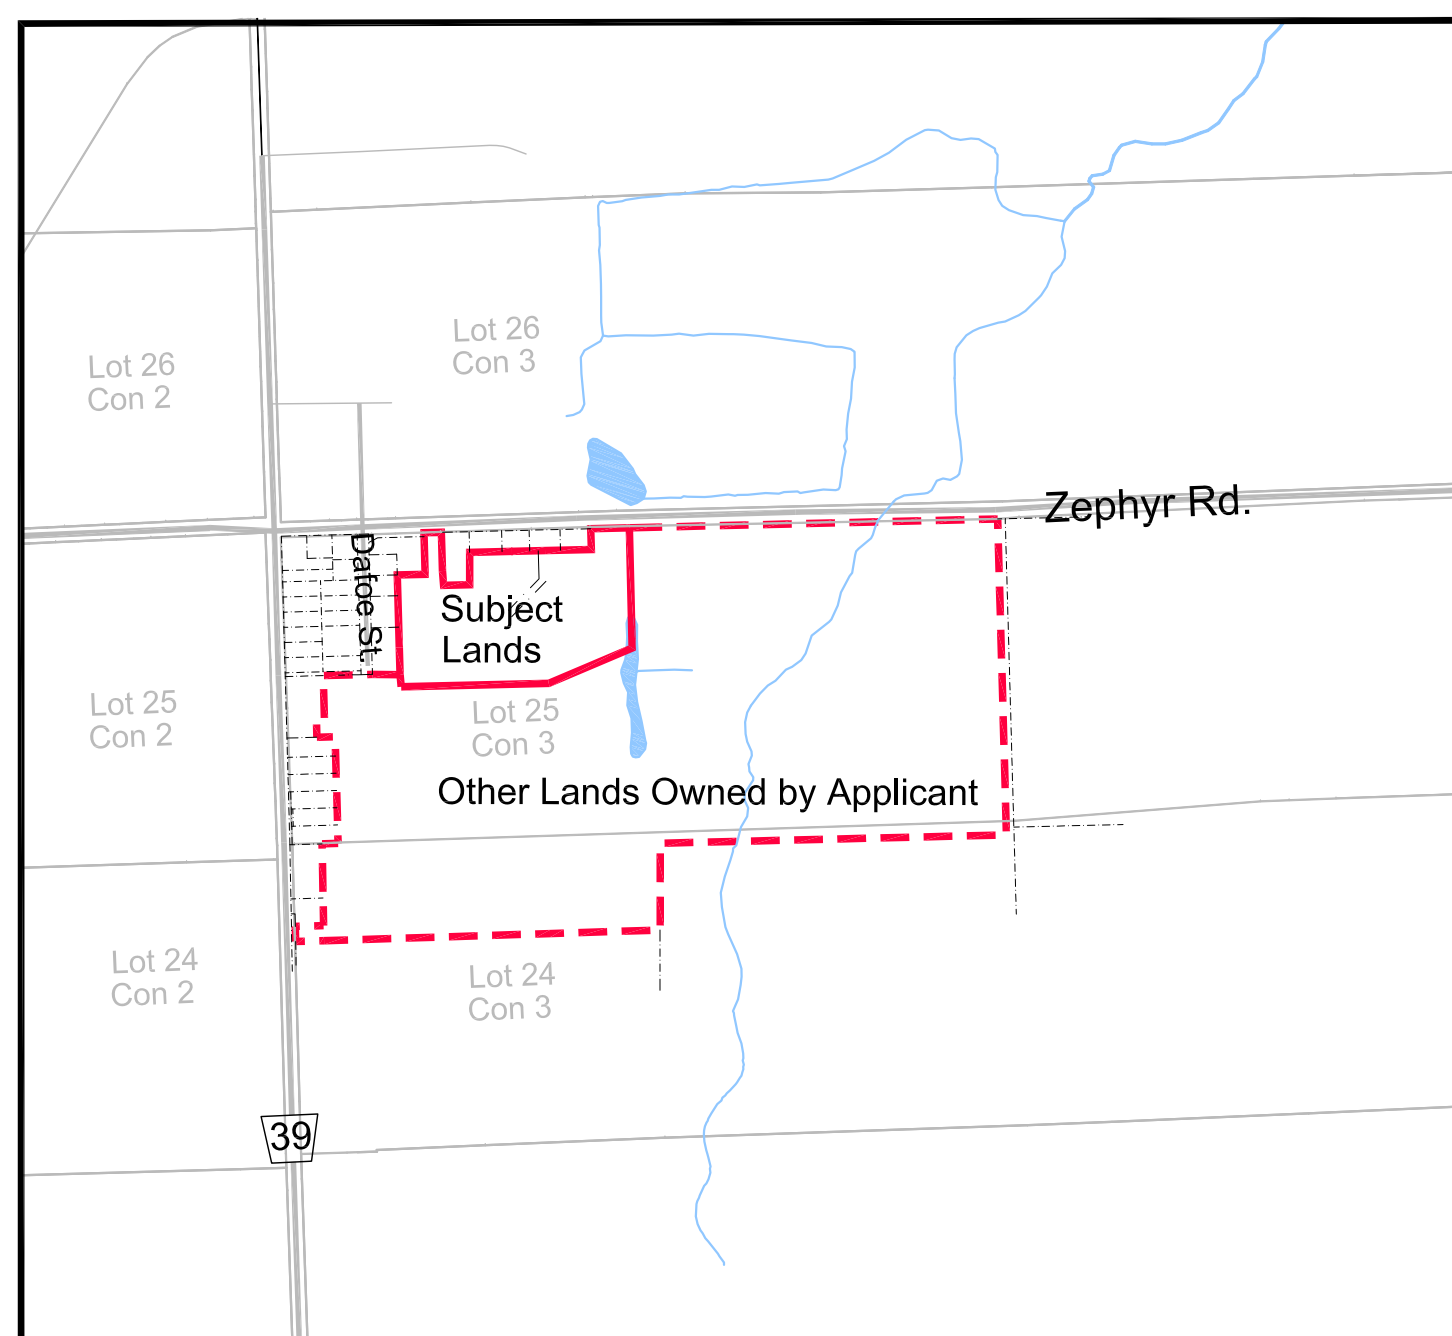 Lot 26
Con 3
Lot 26
Con 2
Zephyr Rd.
Dafoe St.
Subject
Lands
Lot 25
Con 2
Lot 25
Con 3
Other Lands Owned by Applicant
Lot 24
Con 2
Lot 24
Con 3
39